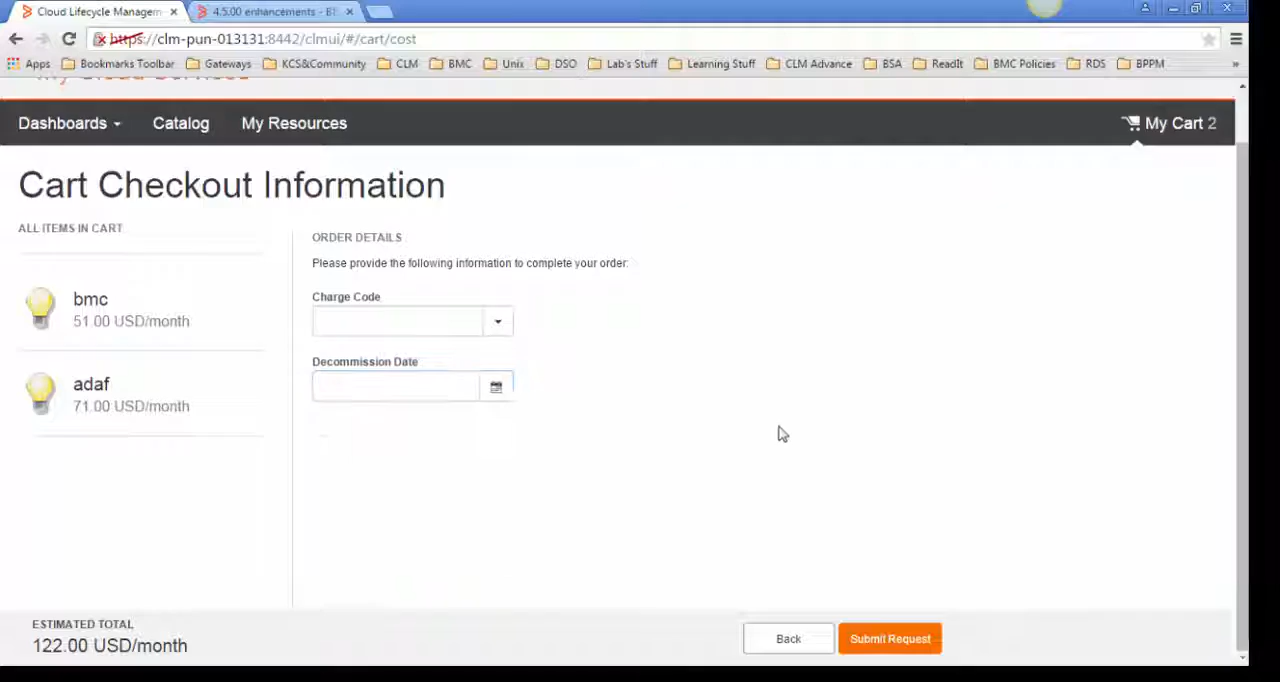 Cloud Lifecycle Managem
4.5.00 enhancements - B
https://clm-pun-013131:8442/clmui/#/cart/cost
Apps Bookmarks Toolbar Gateways KCS&Community CLM BMC Unix DSO Lab's Stuff Learning Stuff CLM Advance BSA ReadIt BMC Policies RDS BPPM »
My Cloud Services
Dashboards Catalog My Resources My Cart 2
Cart Checkout Information
ALL ITEMS IN CART
bmc
51.00 USD/month
adaf
71.00 USD/month
ORDER DETAILS
Please provide the following information to complete your order:
Charge Code
Decommission Date
ESTIMATED TOTAL
122.00 USD/month
Back Submit Request